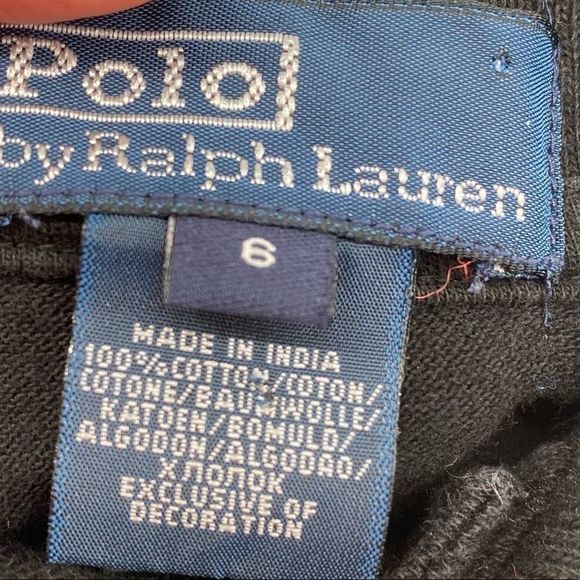 Polo
by Ralph Lauren
6
MADE IN INDIA
100% COTTON/COTON/
COTONE/BAUMWOLLE/
KATOEN/BOMULD/
ALGODON/ALGODÃO/
ХЛОПОК
EXCLUSIVE OF
DECORATION